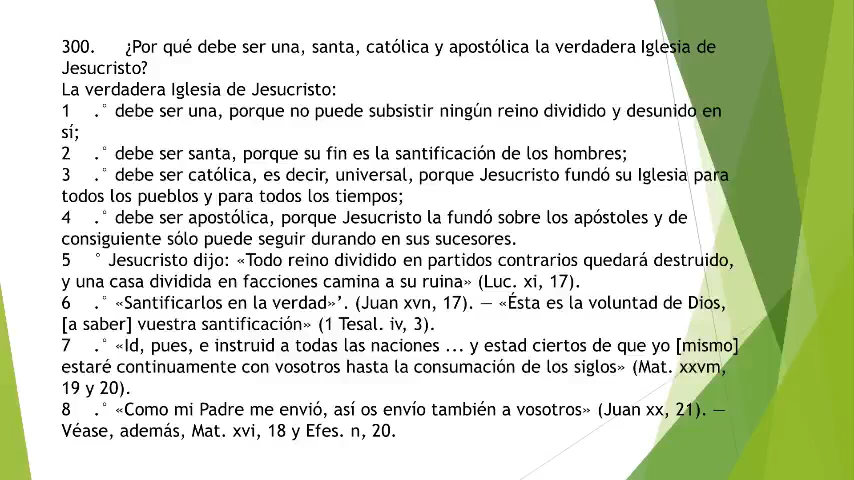 300. ¿Por qué debe ser una, santa, católica y apostólica la verdadera Iglesia de
Jesucristo?
La verdadera Iglesia de Jesucristo:
1 .° debe ser una, porque no puede subsistir ningún reino dividido y desunido en
sí;
2 .° debe ser santa, porque su fin es la santificación de los hombres;
3 .° debe ser católica, es decir, universal, porque Jesucristo fundó su Iglesia para
todos los pueblos y para todos los tiempos;
4 .° debe ser apostólica, porque Jesucristo la fundó sobre los apóstoles y de
consiguiente sólo puede seguir durando en sus sucesores.
5 ° Jesucristo dijo: «Todo reino dividido en partidos contrarios quedará destruido,
y una casa dividida en facciones camina a su ruina» (Luc. xi, 17).
6 .° «Santificarlos en la verdad»’. (Juan xvn, 17). — «Ésta es la voluntad de Dios,
[a saber] vuestra santificación» (1 Tesal. iv, 3).
7 .° «Id, pues, e instruid a todas las naciones ... y estad ciertos de que yo [mismo]
estaré continuamente con vosotros hasta la consumación de los siglos» (Mat. xxvm,
19 y 20).
8 .° «Como mi Padre me envió, así os envío también a vosotros» (Juan xx, 21). —
Véase, además, Mat. xvi, 18 y Efes. n, 20.